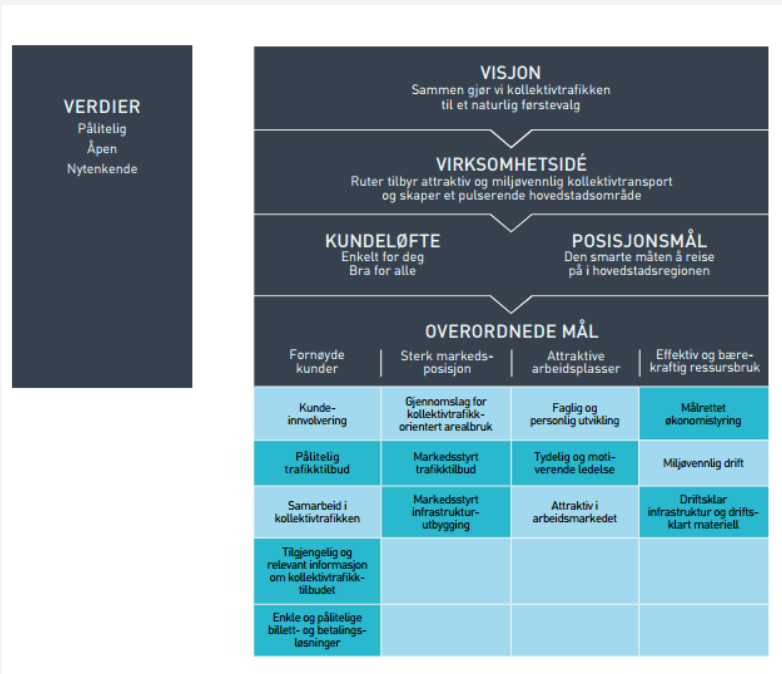 VERDIER
Pålitelig
Åpen
Nytenkende
VISJON
Sammen gjør vi kollektivtrafikken
til et naturlig førstevalg
VIRKSOMHETSIDÉ
Ruter tilbyr attraktiv og miljøvennlig kollektivtransport
og skaper et pulserende hovedstadsområde
KUNDELØFTE
Enkelt for deg
Bra for alle
POSISJONSMÅL
Den smarte måten å reise
på i hovedstadsregionen
OVERORDNEDE MÅL
Fornøyde
kunder
Sterk markeds-
posisjon
Attraktive
arbeidsplasser
Effektiv og bære-
kraftig ressursbruk
Kunde-
innvolvering
Gjennomslag for
kollektivtrafikk-
orientert arealbruk
Faglig og
personlig utvikling
Målrettet
økonomistyring
Pålitelig
trafikktilbud
Markedsstyrt
trafikktilbud
Tydelig og moti-
verende ledelse
Miljøvennlig drift
Samarbeid i
kollektivtrafikken
Markedsstyrt
infrastruktur-
utbygging
Attraktiv i
arbeidsmarkedet
Driftsklar
infrastruktur og drifts-
klart materiell
Tilgjengelig og
relevant informasjon
om kollektivtrafikk-
tilbudet
Enkle og pålitelige
billett- og betalings-
løsninger